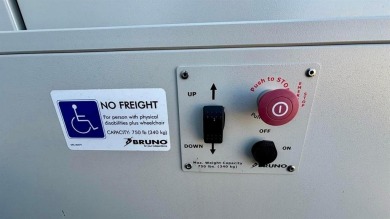 NO FREIGHT
For person with physical
disabilities plus wheelchair
CAPACITY: 750 lb (340 kg)
BRUNO
UP
DOWN
Push to STOP
OFF
ON
Max. Weight Capacity
750 lbs. (340 kg)
BRUNO